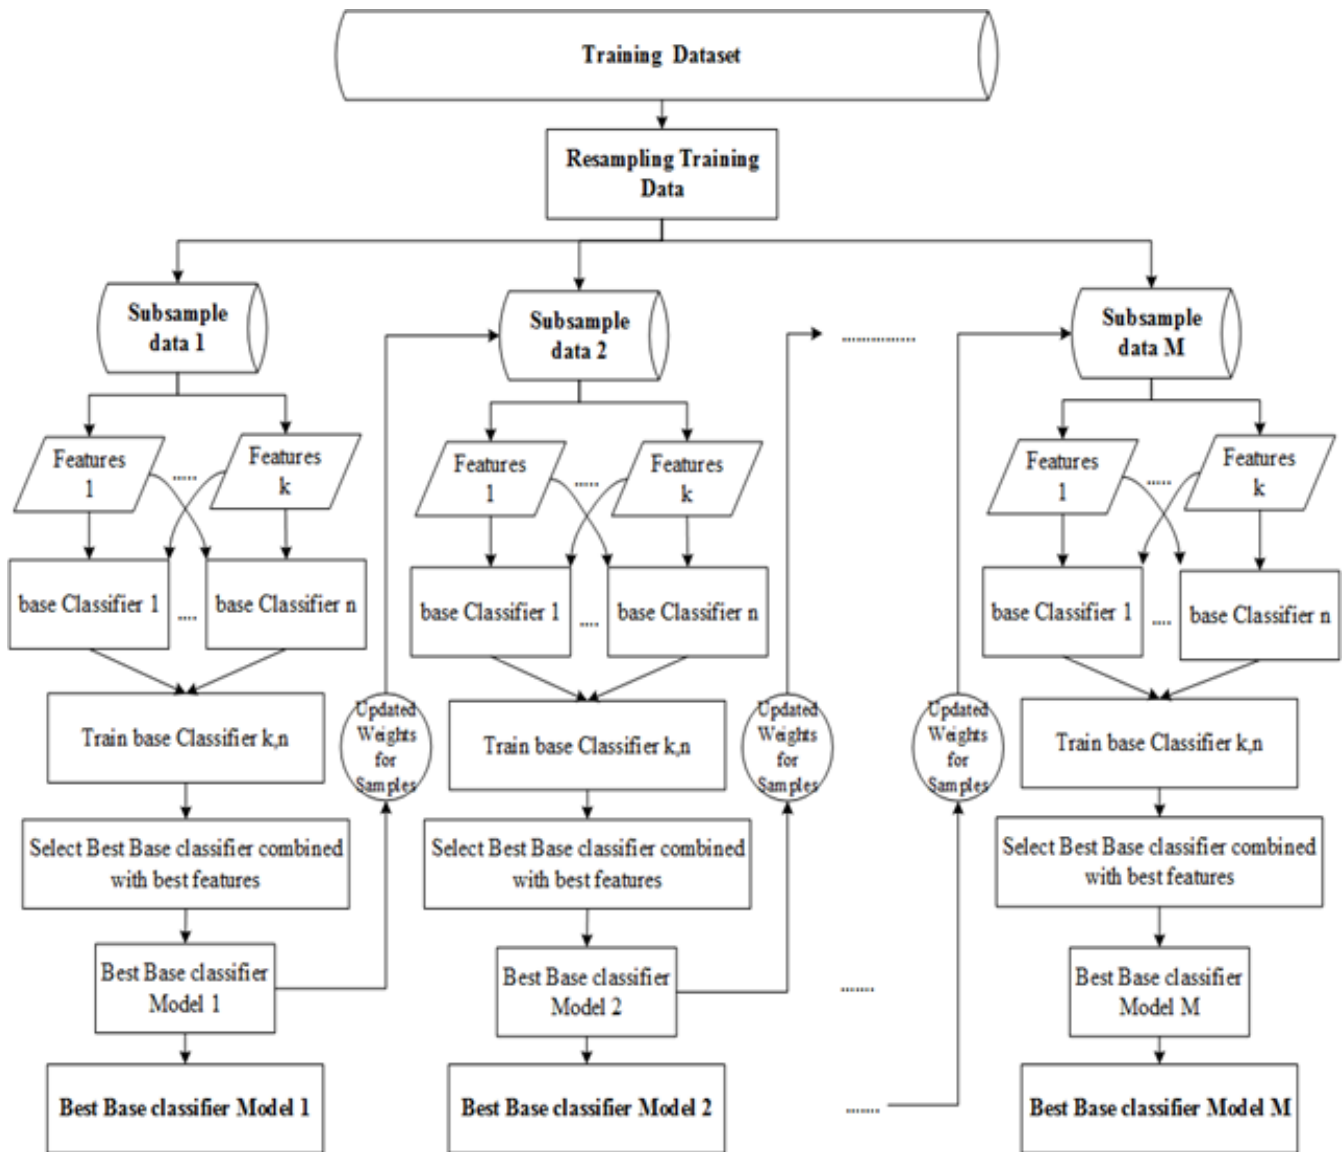 Training Dataset
Resampling Training
Data
Subsample
data 1
Subsample
data 2
................
Subsample
data M
Features
1
.....
Features
k
Features
1
.....
Features
k
Features
1
.....
Features
k
base Classifier 1
....
base Classifier n
base Classifier 1
....
base Classifier n
base Classifier 1
....
base Classifier n
Train base Classifier k,n
Updated
Weights
for
Samples
Train base Classifier k,n
Updated
Weights
for
Samples
Updated
Weights
for
Samples
Train base Classifier k,n
Select Best Base classifier combined
with best features
Select Best Base classifier combined
with best features
Select Best Base classifier combined
with best features
Best Base classifier
Model 1
Best Base classifier
Model 2
.......
Best Base classifier
Model M
Best Base classifier Model 1
Best Base classifier Model 2
.......
Best Base classifier Model M